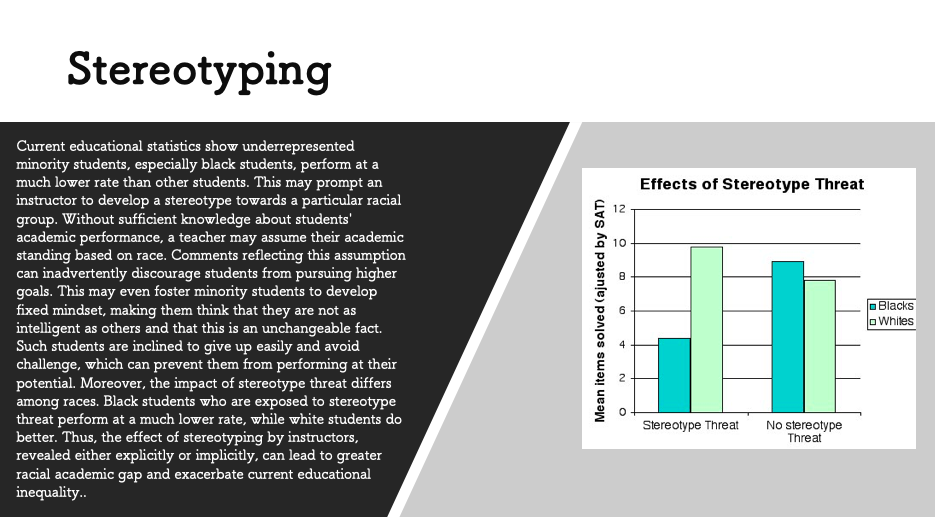 Stereotyping
Current educational statistics show underrepresented
minority students, especially black students, perform at a
much lower rate than other students. This may prompt an
instructor to develop a stereotype towards a particular racial
group. Without sufficient knowledge about students'
academic performance, a teacher may assume their academic
standing based on race. Comments reflecting this assumption
can inadvertently discourage students from pursuing higher
goals. This may even foster minority students to develop
fixed mindset, making them think that they are not as
intelligent as others and that this is an unchangeable fact.
Such students are inclined to give up easily and avoid
challenge, which can prevent them from performing at their
potential. Moreover, the impact of stereotype threat differs
among races. Black students who are exposed to stereotype
threat perform at a much lower rate, while white students do
better. Thus, the effect of stereotyping by instructors,
revealed either explicitly or implicitly, can lead to greater
racial academic gap and exacerbate current educational
inequality..
Effects of Stereotype Threat
Mean items solved (ajusted by SAT)
12
10
8
6
4
2
0
Stereotype Threat
No stereotype
Threat
Blacks
Whites